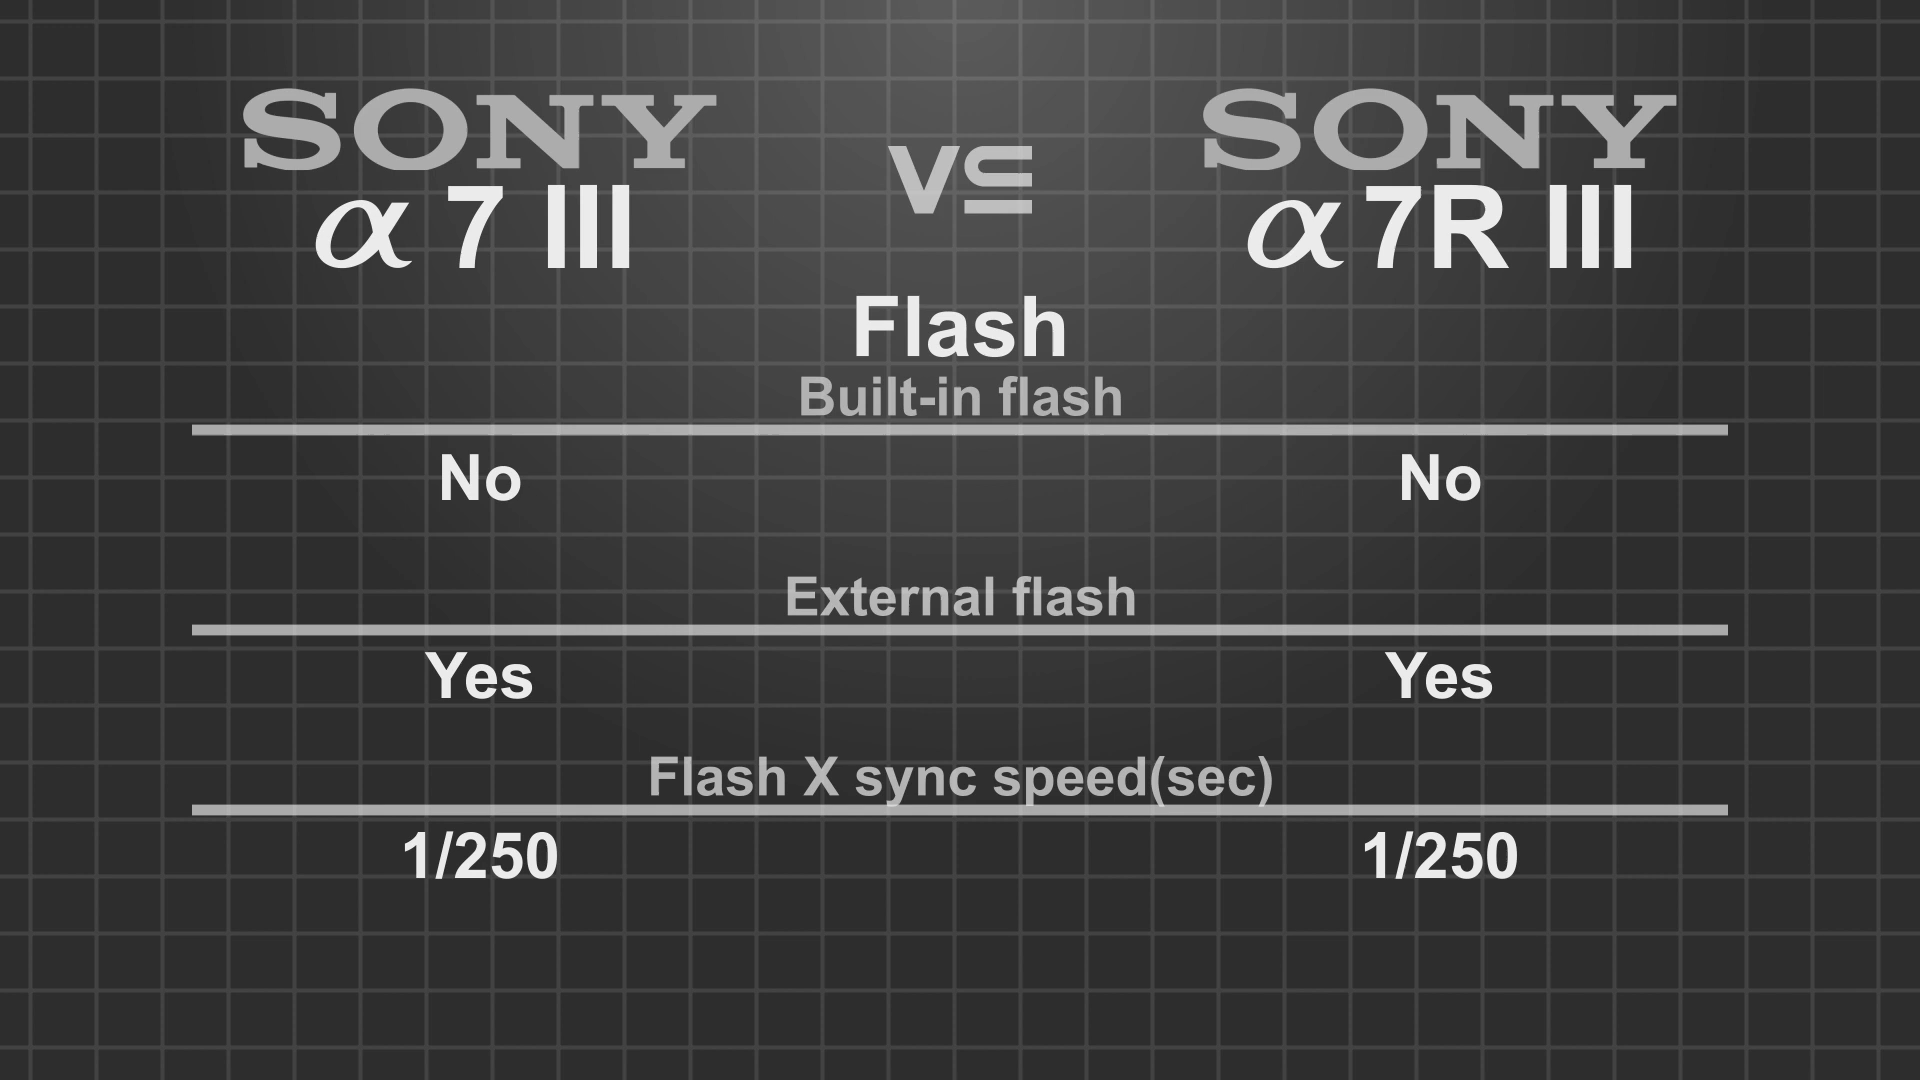 SONY SONY
α 7 III vs α 7R III
Flash
Built-in flash
No No
External flash
Yes Yes
Flash X sync speed(sec)
1/250 1/250